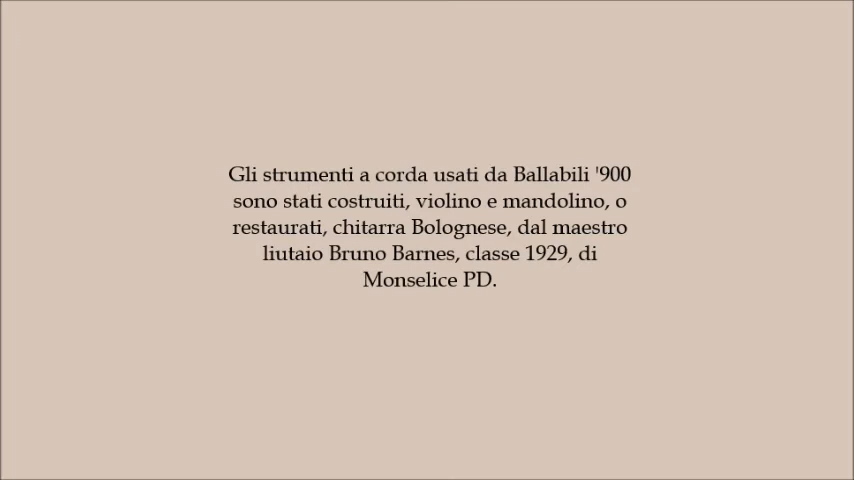 Gli strumenti a corda usati da Ballabili '900
sono stati costruiti, violino e mandolino, o
restaurati, chitarra Bolognese, dal maestro
liutaio Bruno Barnes, classe 1929, di
Monselice PD.